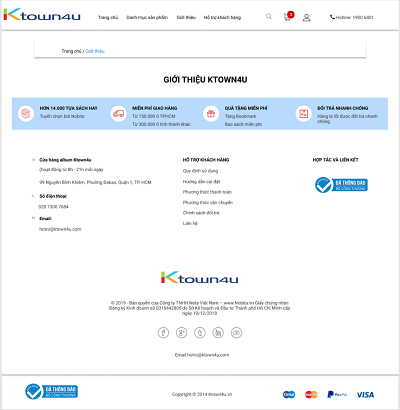 Ktown4u
Trang chủ Danh mục sản phẩm Giới thiệu Hỗ trợ khách hàng
3
Hotline: 1900 6401
Trang chủ / Giới thiệu
GIỚI THIỆU KTOWN4U
HƠN 14.000 TỰA SÁCH HAY
Tuyển chọn bởi Nobita
MIỄN PHÍ GIAO HÀNG
Từ 150.000 ở TPHCM
Từ 300.000 ở tỉnh thành khác
QUÀ TẶNG MIỄN PHÍ
Tặng Bookmark
Bao sách miễn phí
ĐỔI TRẢ NHANH CHÓNG
Hàng bị lỗi được đổi trả nhanh
chóng
Cửa hàng album Ktown4u
(hoạt động từ 8h - 21h mỗi ngày
99 Nguyễn Bỉnh Khiêm, Phường Đakao, Quận 1, TP. HCM
Số điện thoại:
028 7300 7684
Email:
hotro@ktown4u.com
HỖ TRỢ KHÁCH HÀNG
Quy định sử dụng
Hướng dẫn cài đặt
Phương thức thanh toán
Phương thức vận chuyển
Chính sách đổi trả
Liên hệ
HỢP TÁC VÀ LIÊN KẾT
ĐÃ THÔNG BÁO
BỘ CÔNG THƯƠNG
Ktown4u
© 2019 - Bản quyền của Công ty TNHH Neta Việt Nam – www.Nobita.vn Giấy chứng nhận
Đăng ký Kinh doanh số 0315442805 do Sở Kế hoạch và Đầu tư Thành phố Hồ Chí Minh cấp
ngày 19/12/2018
Email:hotro@ktown4u.com
ĐÃ THÔNG BÁO
BỘ CÔNG THƯƠNG
Copyright © 2014 Ktown4u.vn
PayPal
VISA